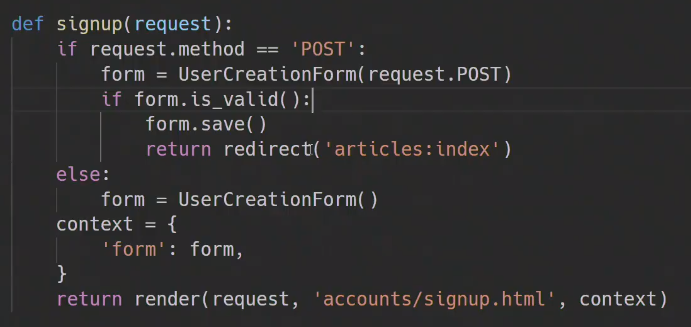 def signup(request):
    if request.method == 'POST':
        form = UserCreationForm(request.POST)
        if form.is_valid():
            form.save()
            return redirect('articles:index')
    else:
        form = UserCreationForm()
    context = {
        'form': form,
    }
    return render(request, 'accounts/signup.html', context)